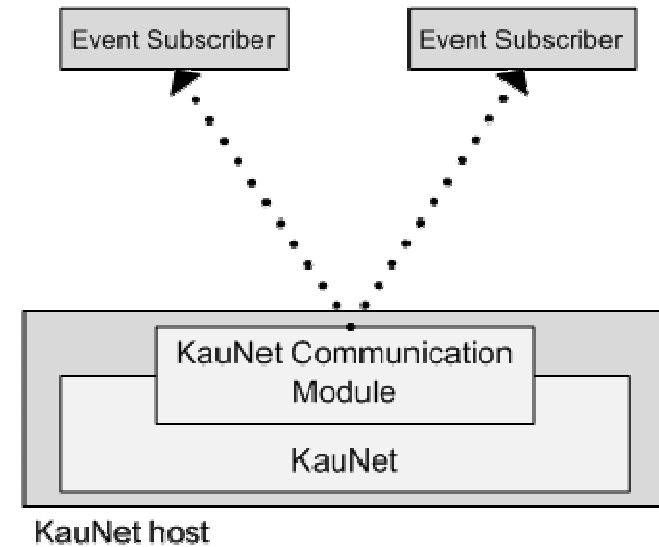 Event Subscriber
Event Subscriber
KauNet Communication
Module
KauNet
KauNet host